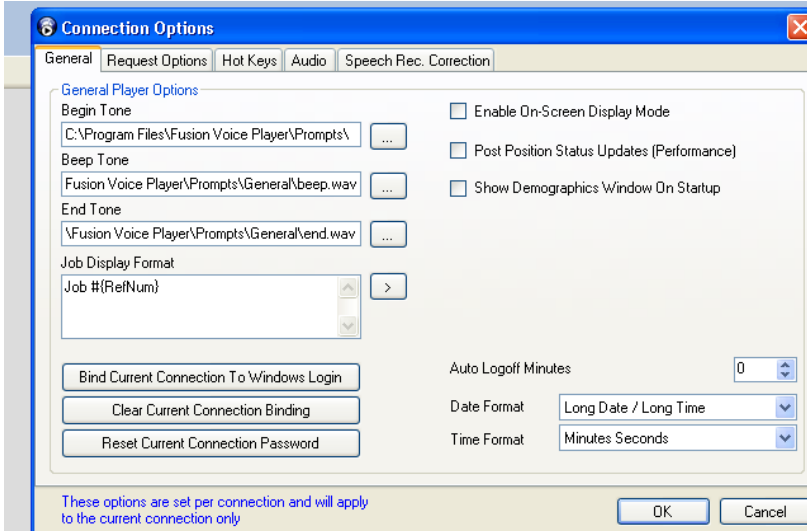 Connection Options
General Request Options Hot Keys Audio Speech Rec. Correction
General Player Options
Begin Tone
C:\Program Files\Fusion Voice Player\Prompts\
...
Beep Tone
Fusion Voice Player\Prompts\General\beep.wav
...
End Tone
\Fusion Voice Player\Prompts\General\end.wav
...
Job Display Format
Job #{RefNum}
>
Enable On-Screen Display Mode
Post Position Status Updates (Performance)
Show Demographics Window On Startup
Bind Current Connection To Windows Login
Clear Current Connection Binding
Reset Current Connection Password
Auto Logoff Minutes 0
Date Format Long Date / Long Time
Time Format Minutes Seconds
These options are set per connection and will apply
to the current connection only
OK Cancel